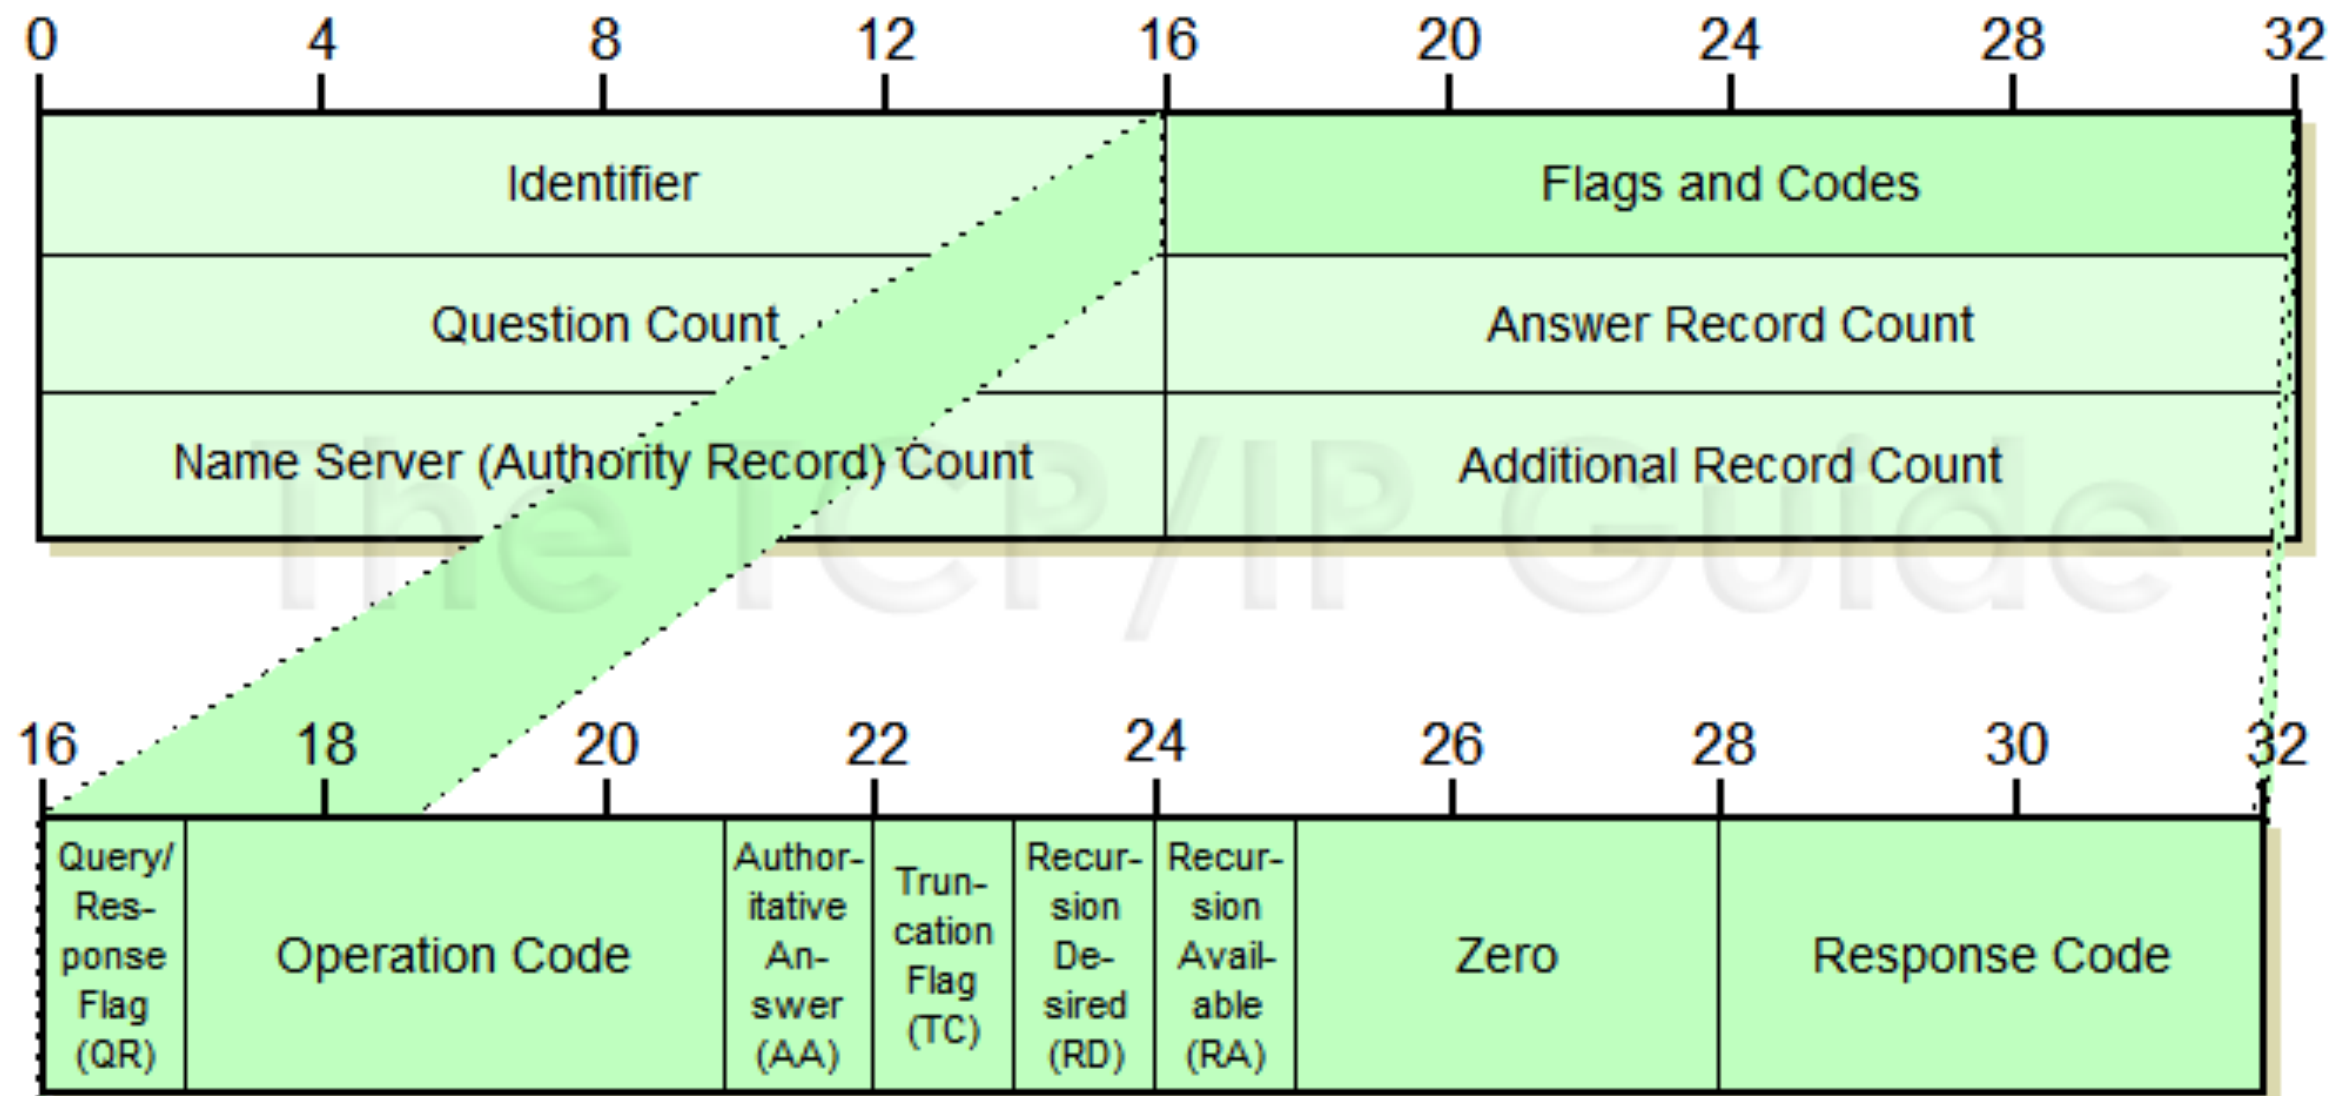 0 4 8 12 16 20 24 28 32
Identifier Flags and Codes
Question Count Answer Record Count
Name Server (Authority Record) Count Additional Record Count
The TCP/IP Guide
16 18 20 22 24 26 28 30 32
Query/
Res-
ponse
Flag
(QR)
Operation Code
Author-
itative
An-
swer
(AA)
Trun-
cation
Flag
(TC)
Recur-
sion
De-
sired
(RD)
Recur-
sion
Avail-
able
(RA)
Zero
Response Code